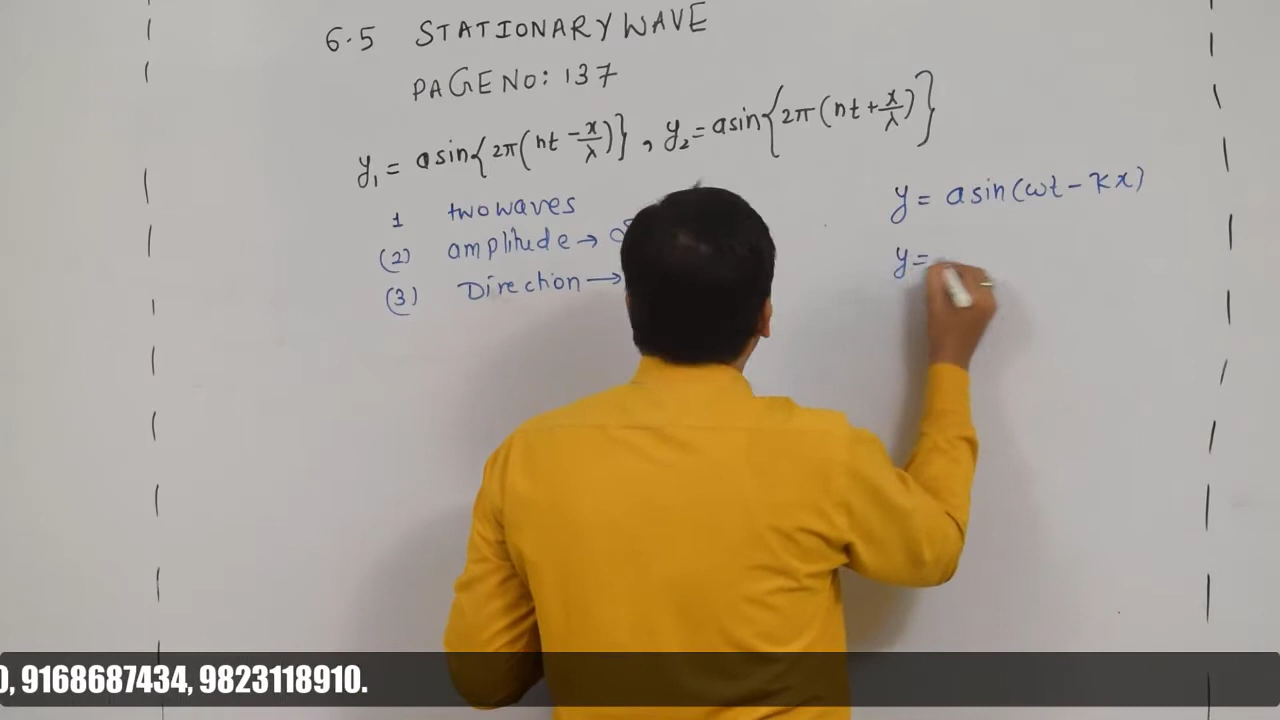 6.5 STATIONARY WAVE
PAGE NO: 137
y₁ = a sin{2π(nt - x/λ)}, y₂ = a sin{2π(nt + x/λ)}
1 two waves
(2) amplitude →
(3) Direction →
y = a sin(ωt - kx)
y =
, 9168687434, 9823118910.